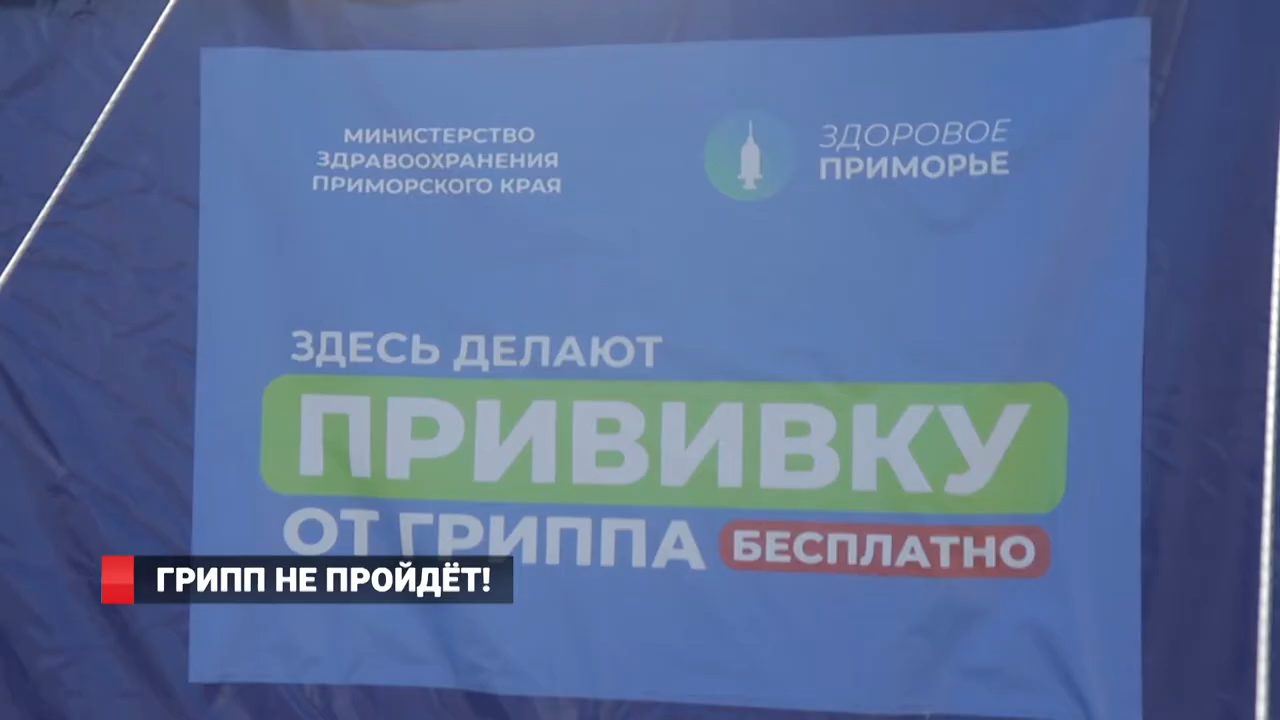 МИНИСТЕРСТВО
ЗДРАВООХРАНЕНИЯ
ПРИМОРСКОГО КРАЯ
ЗДОРОВОЕ
ПРИМОРЬЕ
ЗДЕСЬ ДЕЛАЮТ
ПРИВИВКУ
ОТ ГРИППА БЕСПЛАТНО
ГРИПП НЕ ПРОЙДЁТ!